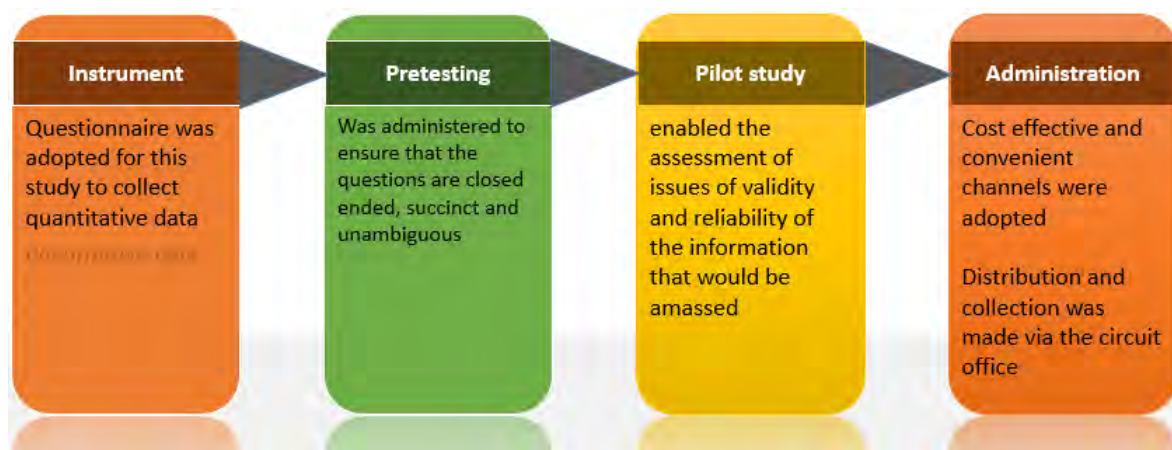 Instrument
Questionnaire was
adopted for this
study to collect
quantitative data
Pretesting
Was administered to
ensure that the
questions are closed
ended, succinct and
unambiguous
Pilot study
enabled the
assessment of
issues of validity
and reliability of
the information
that would be
amassed
Administration
Cost effective and
convenient
channels were
adopted
Distribution and
collection was
made via the circuit
office